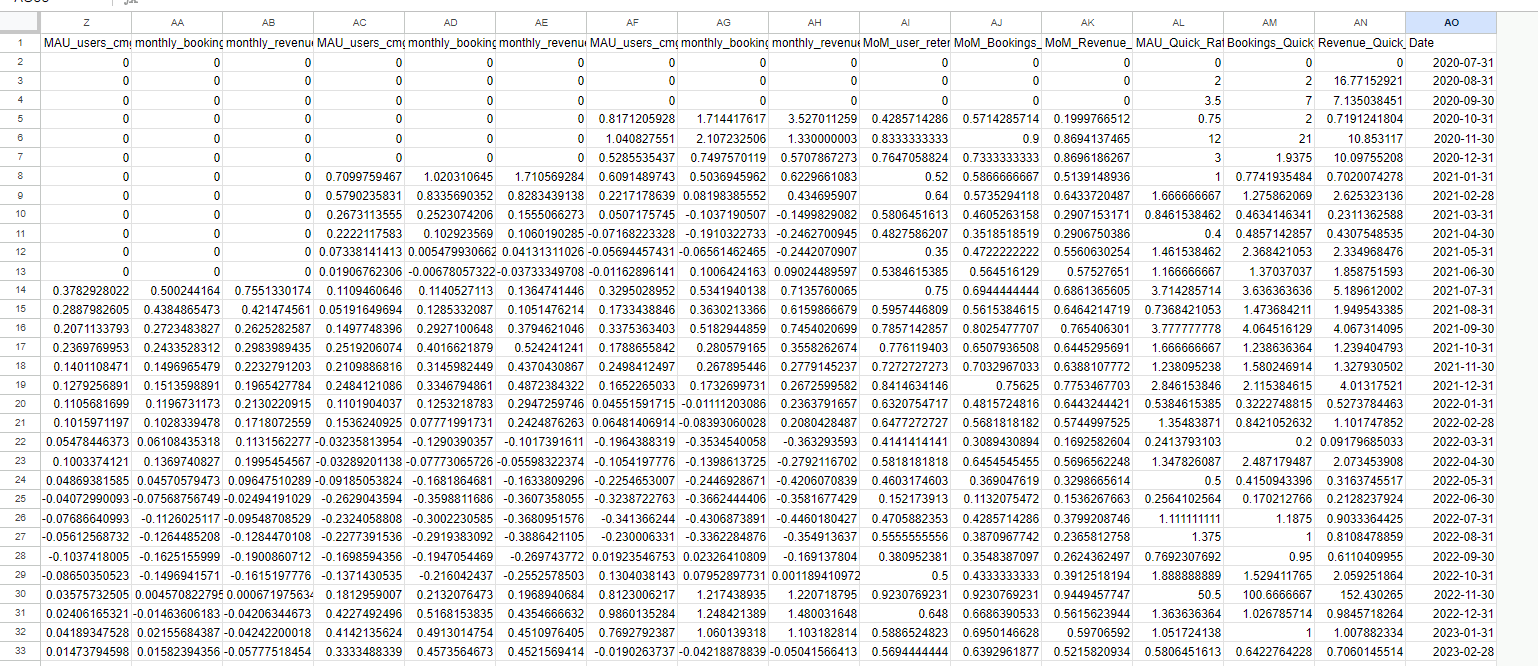 Z AA AB AC AD AE AF AG AH AI AJ AK AL AM AN AO
1 MAU_users_cmg monthly_booking monthly_revenue MAU_users_cmg monthly_booking monthly_revenue MAU_users_cmg monthly_booking monthly_revenue MoM_user_reter MoM_Bookings_ MoM_Revenue_ MAU_Quick_Rat Bookings_Quick Revenue_Quick_ Date
2 0 0 0 0 0 0 0 0 0 0 0 0 0 0 0 2020-07-31
3 0 0 0 0 0 0 0 0 0 0 0 0 2 2 16.77152921 2020-08-31
4 0 0 0 0 0 0 0 0 0 0 0 0 3.5 7 7.135038451 2020-09-30
5 0 0 0 0 0 0 0.8171205928 1.714417617 3.527011259 0.4285714286 0.5714285714 0.1999766512 0.75 2 0.7191241804 2020-10-31
6 0 0 0 0 0 0 1.040827551 2.107232506 1.330000003 0.8333333333 0.9 0.8694137465 12 21 10.853117 2020-11-30
7 0 0 0 0 0 0 0.5285535437 0.7497570119 0.5707867273 0.7647058824 0.7333333333 0.8696186267 3 1.9375 10.09755208 2020-12-31
8 0 0 0 0.7099759467 1.020310645 1.710569284 0.6091489743 0.5036945962 0.6229661083 0.52 0.5866666667 0.5139148936 1 0.7741935484 0.7020074278 2021-01-31
9 0 0 0 0.5790235831 0.8335690352 0.8283439138 0.2217178639 0.08198385552 0.434695907 0.64 0.5735294118 0.6433720487 1.666666667 1.275862069 2.625323136 2021-02-28
10 0 0 0 0.2673113555 0.2523074206 0.1555066273 0.0507175745 -0.1037190507 -0.1499829082 0.5806451613 0.4605263158 0.2907153171 0.8461538462 0.4634146341 0.2311362588 2021-03-31
11 0 0 0 0.2222117583 0.102923569 0.1060190285 -0.07168223328 -0.1910322733 -0.2462700945 0.4827586207 0.3518518519 0.2906750386 0.4 0.4857142857 0.4307548535 2021-04-30
12 0 0 0 0.07338141413 0.005479930662 0.04131311026 -0.05694457431 -0.06561462465 -0.2442070907 0.35 0.4722222222 0.5560630254 1.461538462 2.368421053 2.334968476 2021-05-31
13 0 0 0 0.01906762306 -0.00678057322 -0.03733349708 -0.01162896141 0.1006424163 0.09024489597 0.5384615385 0.564516129 0.57527651 1.166666667 1.37037037 1.858751593 2021-06-30
14 0.3782928022 0.500244164 0.7551330174 0.1109460646 0.1140527113 0.1364741446 0.3295028952 0.5341940138 0.7135760065 0.75 0.6944444444 0.6861365605 3.714285714 3.636363636 5.189612002 2021-07-31
15 0.2887982605 0.4384865473 0.421474561 0.05191649694 0.1285332087 0.1051476214 0.1733438846 0.3630213366 0.6159866679 0.5957446809 0.5615384615 0.6464214719 0.7368421053 1.473684211 1.949543385 2021-08-31
16 0.2071133793 0.2723483827 0.2625282587 0.1497748396 0.2927100648 0.3794621046 0.3375363403 0.5182944859 0.7454020699 0.7857142857 0.8025477707 0.765406301 3.777777778 4.064516129 4.067314095 2021-09-30
17 0.2369769953 0.2433528312 0.2983989435 0.2519206074 0.4016621879 0.524241241 0.1788655842 0.280579165 0.3558262674 0.776119403 0.6507936508 0.6445295691 1.666666667 1.238636364 1.239404793 2021-10-31
18 0.1401108471 0.1496965479 0.2232791203 0.2109886816 0.3145982449 0.4370430867 0.2498412497 0.267895446 0.2779145237 0.7272727273 0.7032967033 0.6388107772 1.238095238 1.580246914 1.327930502 2021-11-30
19 0.1279256891 0.1513598891 0.1965427784 0.2484121086 0.3346794861 0.4872384322 0.1652265033 0.1732699731 0.2672599582 0.8414634146 0.75625 0.7753467703 2.846153846 2.115384615 4.01317521 2021-12-31
20 0.1105681699 0.1196731173 0.2130220915 0.1101904037 0.1253218783 0.2947259746 0.04551591715 -0.01111203086 0.2363791657 0.6320754717 0.4815724816 0.6443244421 0.5384615385 0.3222748815 0.5273784463 2022-01-31
21 0.1015971197 0.1028339478 0.1718072559 0.1536240925 0.07771991731 0.2424876263 0.06481406914 -0.08393060028 0.2080428487 0.6477272727 0.5681818182 0.5744997525 1.35483871 0.8421052632 1.101747852 2022-02-28
22 0.05478446373 0.06108435318 0.1131562277 -0.03235813954 -0.1290390357 -0.1017391611 -0.1964388319 -0.3534540058 -0.363293593 0.4141414141 0.3089430894 0.1692582604 0.2413793103 0.2 0.09179685033 2022-03-31
23 0.1003374121 0.1369740827 0.1995454567 -0.03289201138 -0.07773065726 -0.05598322374 -0.1054197776 -0.1398613725 -0.2792116702 0.5818181818 0.6454545455 0.5696562248 1.347826087 2.487179487 2.073453908 2022-04-30
24 0.04869381585 0.04570579473 0.09647510289 -0.09185053824 -0.1681864681 -0.1633809296 -0.2254653007 -0.2446928671 -0.4206070839 0.4603174603 0.369047619 0.3298665614 0.5 0.4150943396 0.3163745517 2022-05-31
25 -0.04072990093 -0.07568756749 -0.02494191029 -0.2629043594 -0.3598811686 -0.3607358055 -0.3238722763 -0.3662444406 -0.3581677429 0.152173913 0.1132075472 0.1536267663 0.2564102564 0.170212766 0.2128237924 2022-06-30
26 -0.07686640993 -0.1126025117 -0.09548708529 -0.2324058808 -0.3002230585 -0.3680951576 -0.341366244 -0.4306873891 -0.4460180427 0.4705882353 0.4285714286 0.3799208746 1.111111111 1.1875 0.9033364425 2022-07-31
27 -0.05612568732 -0.1264485208 -0.1284470108 -0.2277391536 -0.2919383092 -0.3886421105 -0.230006331 -0.3362284876 -0.354913637 0.5555555556 0.3870967742 0.2365812758 1.375 1 0.8108478859 2022-08-31
28 -0.1037418005 -0.1625155999 -0.1900860712 -0.1698594356 -0.1947054469 -0.269743772 0.01923546753 0.02326410809 -0.169137804 0.380952381 0.3548387097 0.2624362497 0.7692307692 0.95 0.6110409955 2022-09-30
29 -0.08650350523 -0.1496941571 -0.1615197776 -0.1371430535 -0.216042437 -0.2552578503 0.1304038143 0.07952897731 0.001189410972 0.5 0.4333333333 0.3912518194 1.888888889 1.529411765 2.059251864 2022-10-31
30 0.03575732505 0.004570822795 0.000671975634 0.1812959007 0.2132076473 0.1968940684 0.8123006217 1.217438935 1.220718795 0.9230769231 0.9230769231 0.9449457747 50.5 100.6666667 152.430265 2022-11-30
31 0.02406165321 -0.01463606183 -0.04206344673 0.4227492496 0.5168153835 0.4354666632 0.9860135284 1.248421389 1.480031648 0.648 0.6686390533 0.5615623944 1.363636364 1.026785714 0.9845718264 2022-12-31
32 0.04189347528 0.02155684387 -0.04242200018 0.4142135624 0.4913014754 0.4510976405 0.7692792387 1.060139318 1.103182814 0.5886524823 0.6950146628 0.59706592 1.051724138 1 1.007882334 2023-01-31
33 0.01473794598 0.01582394356 -0.05777518454 0.3333488339 0.4573564673 0.4521569414 -0.0190263737 -0.04218878839 -0.05041566413 0.5694444444 0.6392961877 0.5215820934 0.5806451613 0.6422764228 0.7060145514 2023-02-28